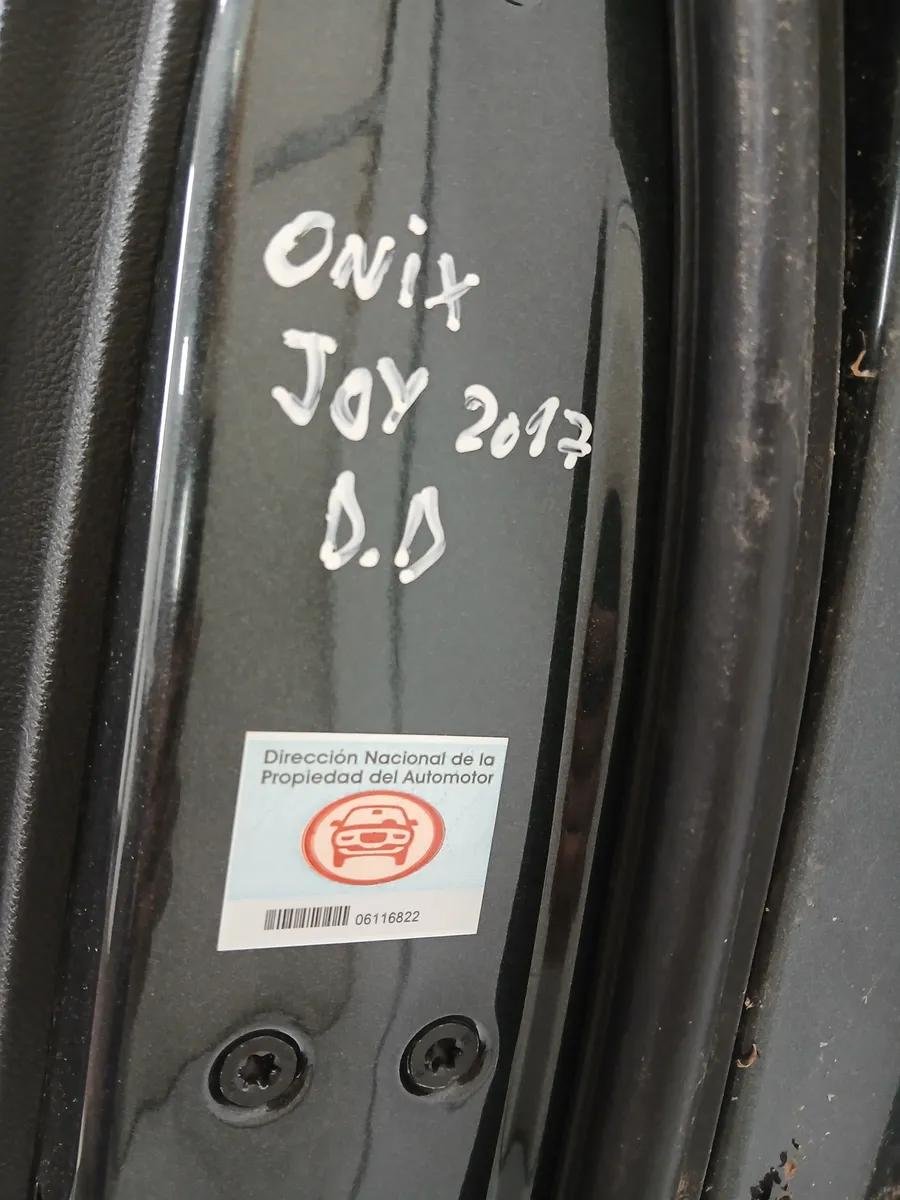 ONiX
JOY 2017
D.D
Dirección Nacional de la
Propiedad del Automotor
06116822